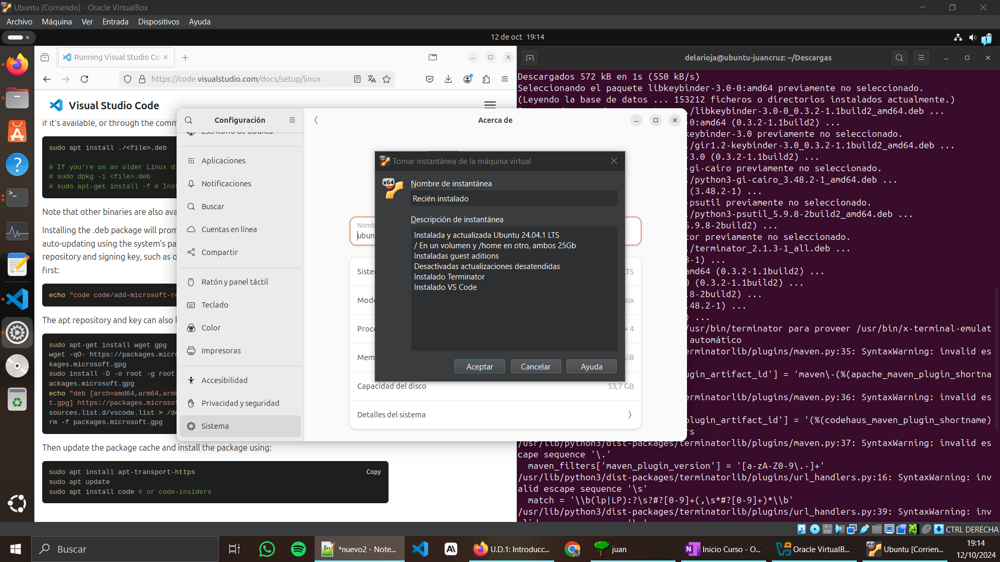 Ubuntu [Corriendo] - Oracle VirtualBox
Archivo Máquina Ver Entrada Dispositivos Ayuda
12 de oct 19:14
Running Visual Studio Co
https://code.visualstudio.com/docs/setup/linux
Visual Studio Code
if it's available, or through the comm
sudo apt install ./<file>.deb
# If you're on an older Linux di
# sudo dpkg -i <file>.deb
# sudo apt-get install -f # Inst
Note that other binaries are also ava
Installing the .deb package will prom
auto-updating using the system's pa
repository and signing key, such as o
first:
echo "code code/add-microsoft-re
The apt repository and key can also
sudo apt-get install wget gpg
wget -qO- https://packages.micro
kages.microsoft.gpg
sudo install -D -o root -g root
ackages.microsoft.gpg
echo "deb [arch=amd64,arm64,armh
t.gpg] https://packages.microsof
sources.list.d/vscode.list > /de
rm -f packages.microsoft.gpg
Then update the package cache and install the package using:
sudo apt install apt-transport-https
Copy
sudo apt update
sudo apt install code # or code-insiders
Configuración
Escritorio de Ubuntu
Aplicaciones
Notificaciones
Buscar
Cuentas en línea
Compartir
Ratón y panel táctil
Teclado
Color
Impresoras
Accesibilidad
Privacidad y seguridad
Sistema
Acerca de
Nomb
ubun
Siste
LTS
Mode
ox
Proce
× 4
Mem
GiB
Capacidad del disco 53,7 GB
Detalles del sistema
Tomar instantánea de la máquina virtual
x64
Nombre de instantánea
Recién instalado
Descripción de instantánea
Instalada y actualizada Ubuntu 24.04.1 LTS
/ En un volumen y /home en otro, ambos 25Gb
Instaladas guest aditions
Desactivadas actualizaciones desatendidas
Instalado Terminator
Instalado VS Code
Aceptar Cancelar Ayuda
delarioja@ubuntu-juancruz: ~/Descargas
Descargados 572 kB en 1s (550 kB/s)
Seleccionando el paquete libkeybinder-3.0-0:amd64 previamente no seleccionado.
(Leyendo la base de datos ... 153212 ficheros o directorios instalados actualmente.)
/libkeybinder-3.0-0_0.3.2-1.1build2_amd64.deb ...
0:amd64 (0.3.2-1.1build2) ...
keybinder-3.0 previamente no seleccionado.
/gir1.2-keybinder-3.0_0.3.2-1.1build2_amd64.deb ...
3.0 (0.3.2-1.1build2) ...
gi-cairo previamente no seleccionado.
/python3-gi-cairo_3.48.2-1_amd64.deb ...
(3.48.2-1) ...
psutil previamente no seleccionado.
/python3-psutil_5.9.8-2build2_amd64.deb ...
5.9.8-2build2) ...
tor previamente no seleccionado.
/terminator_2.1.3-1_all.deb ...
3-1) ...
amd64 (0.3.2-1.1build2) ...
0 (0.3.2-1.1build2) ...
.8-2build2) ...
.48.2-1) ...
) ...
/usr/bin/terminator para proveer /usr/bin/x-terminal-emulat
automático
erminatorlib/plugins/maven.py:35: SyntaxWarning: invalid es
ugin_artifact_id'] = 'maven\-(%(apache_maven_plugin_shortna
erminatorlib/plugins/maven.py:36: SyntaxWarning: invalid es
plugin_artifact_id'] = '(%(codehaus_maven_plugin_shortname)
rs
/usr/lib/python3/dist-packages/terminatorlib/plugins/maven.py:37: SyntaxWarning: invalid es
cape sequence '\.'
maven_filters['maven_plugin_version'] = '[a-zA-Z0-9\.-]+'
/usr/lib/python3/dist-packages/terminatorlib/plugins/url_handlers.py:16: SyntaxWarning: inv
alid escape sequence '\s'
match = '\\b(lp|LP):?\s?#?[0-9]+(,\s*#?[0-9]+)*\\b'
/usr/lib/python3/dist-packages/terminatorlib/plugins/url_handlers.py:39: SyntaxWarning: inv
CTRL DERECHA
Buscar
*nuevo2 - Note...
U.D.1: Introducc...
juan
Inicio Curso - O...
Oracle VirtualB...
Ubuntu [Corrien...
19:14
12/10/2024